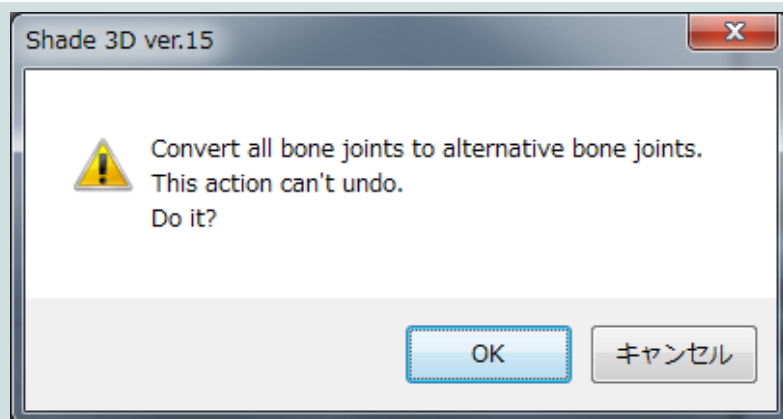 Shade 3D ver.15
Convert all bone joints to alternative bone joints.
This action can't undo.
Do it?
OK
キャンセル